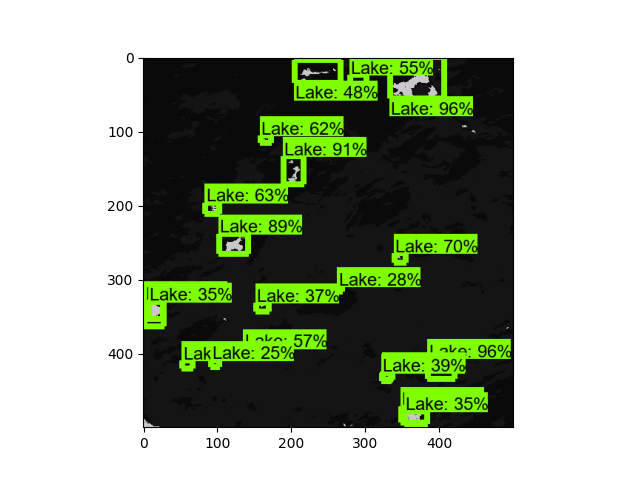 0
Lake: 55%
Lake: 48%
Lake: 96%
100
Lake: 62%
Lake: 91%
200
Lake: 63%
Lake: 89%
Lake: 70%
300
Lake: 28%
Lake: 35%
Lake: 37%
Lake: 57%
400
Lake: 25%
Lake: 96%
Lake: 39%
Lake: 35%
0 100 200 300 400